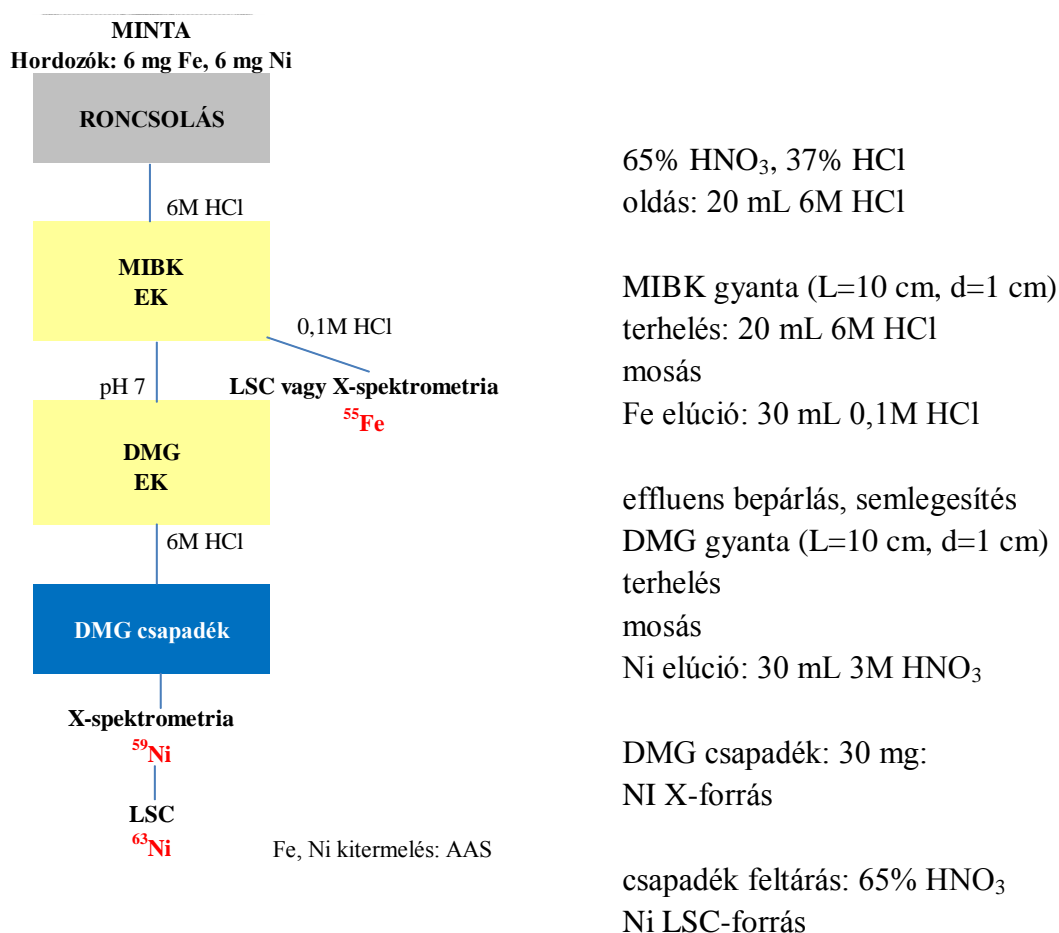 MINTA
Hordozók: 6 mg Fe, 6 mg Ni
RONCSOLÁS
6M HCl
MIBK
EK
0,1M HCl
pH 7
LSC vagy X-spektrometria
⁵⁵Fe
DMG
EK
6M HCl
DMG csapadék
X-spektrometria
⁵⁹Ni
LSC
⁶³Ni
Fe, Ni kitermelés: AAS
65% HNO₃, 37% HCl
oldás: 20 mL 6M HCl
MIBK gyanta (L=10 cm, d=1 cm)
terhelés: 20 mL 6M HCl
mosás
Fe elúció: 30 mL 0,1M HCl
effluens bepárlás, semlegesítés
DMG gyanta (L=10 cm, d=1 cm)
terhelés
mosás
Ni elúció: 30 mL 3M HNO₃
DMG csapadék: 30 mg:
NI X-forrás
csapadék feltárás: 65% HNO₃
Ni LSC-forrás